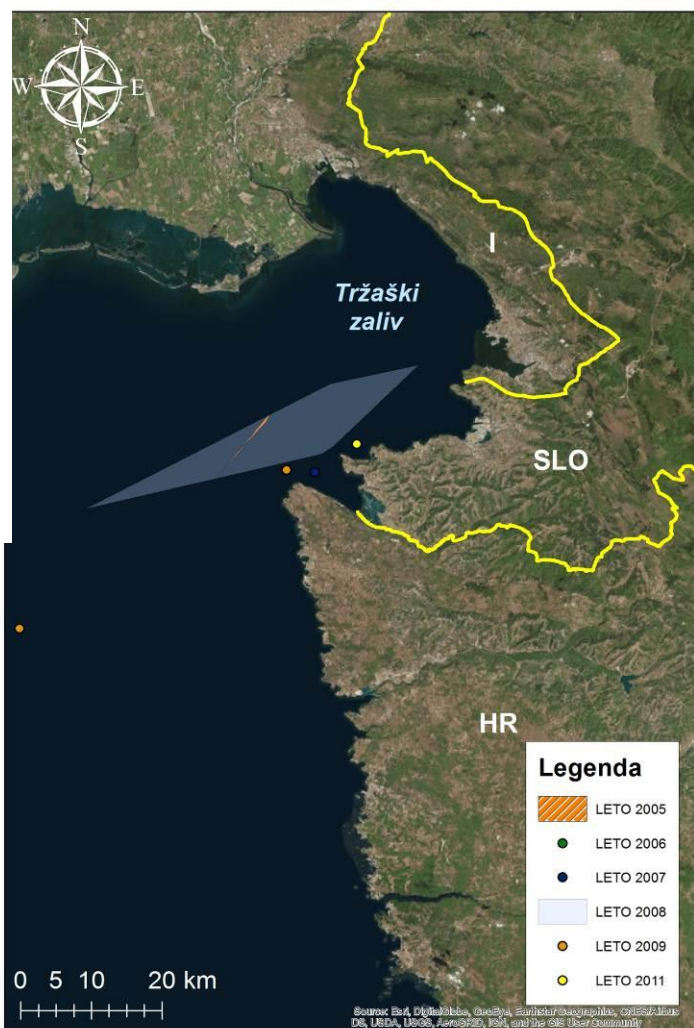 N
W
E
S
I
Tržaški
zaliv
SLO
HR
Legenda
LETO 2005
LETO 2006
LETO 2007
LETO 2008
LETO 2009
LETO 2011
0 5 10 20 km
Source: Esri, DigitalGlobe, GeoEye, Earthstar Geographics, CNES/Airbus
DS, USDA, USGS, AeroGRID, IGN, and the GIS User Community